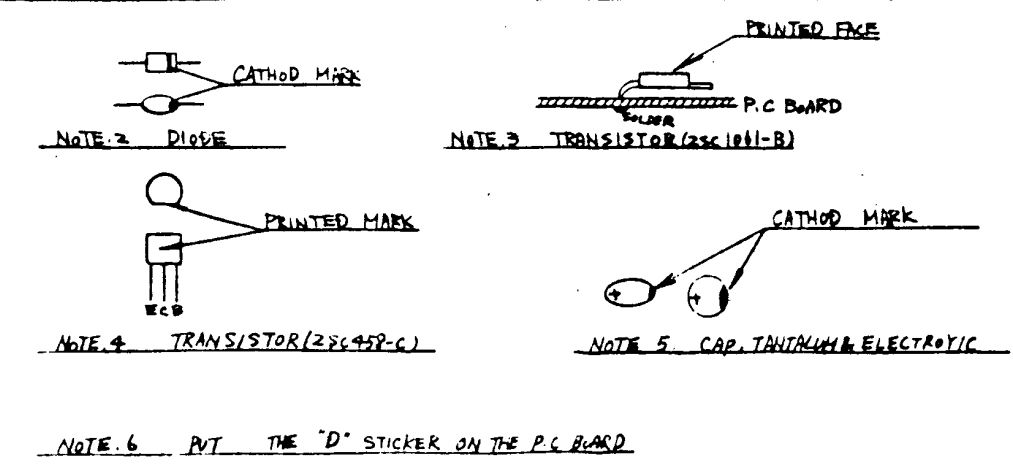 CATHOD MARK
NOTE.2 DIODE
PRINTED FACE
P.C BOARD
SOLDER
NOTE.3 TRANSISTOR(2SC1061-B)
PRINTED MARK
E C B
NOTE.4 TRANSISTOR(2SC458-C)
CATHOD MARK
+ +
NOTE 5. CAP. TANTALUM & ELECTROYIC
NOTE.6 PUT THE "D" STICKER ON THE P.C BOARD